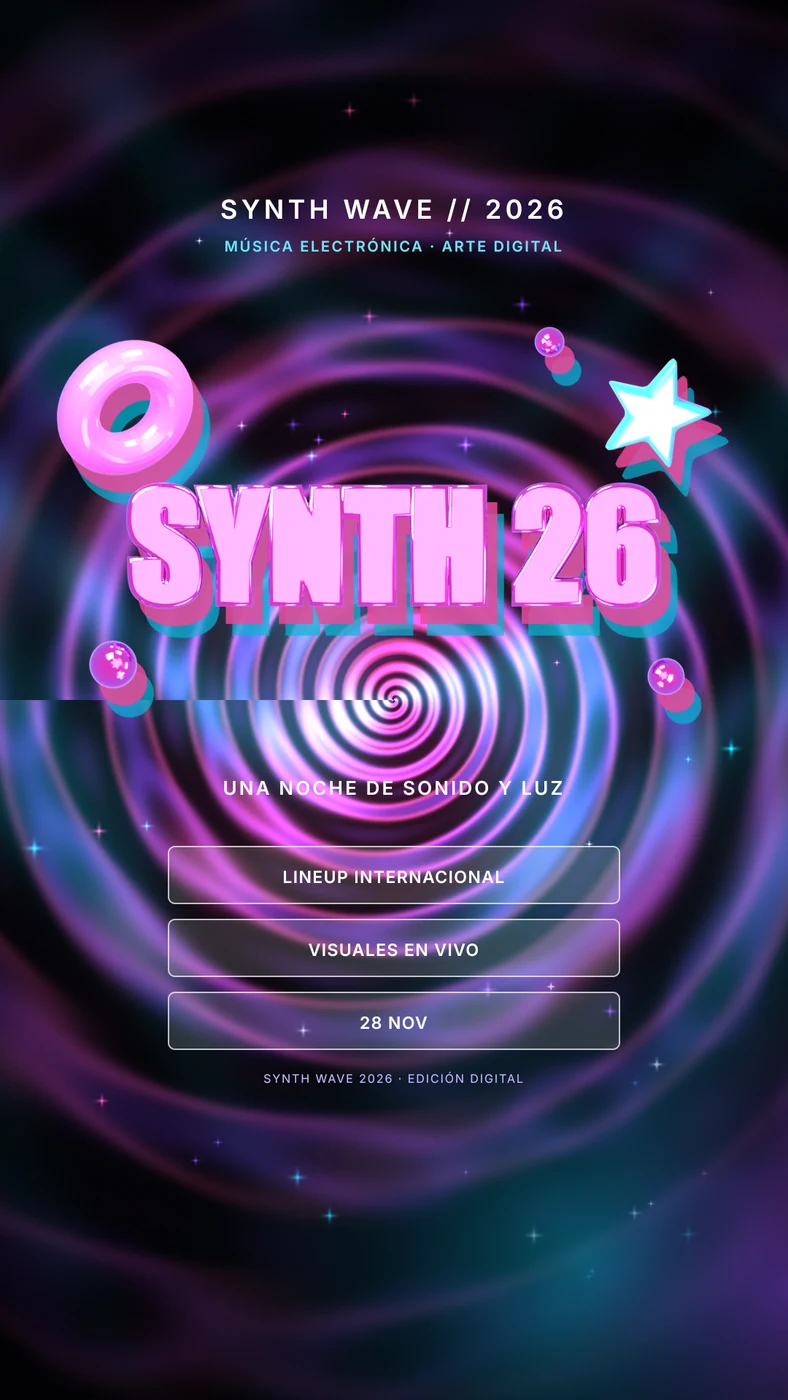 SYNTH WAVE // 2026
MÚSICA ELECTRÓNICA · ARTE DIGITAL
SYNTH 26
UNA NOCHE DE SONIDO Y LUZ
LINEUP INTERNACIONAL
VISUALES EN VIVO
28 NOV
SYNTH WAVE 2026 · EDICIÓN DIGITAL